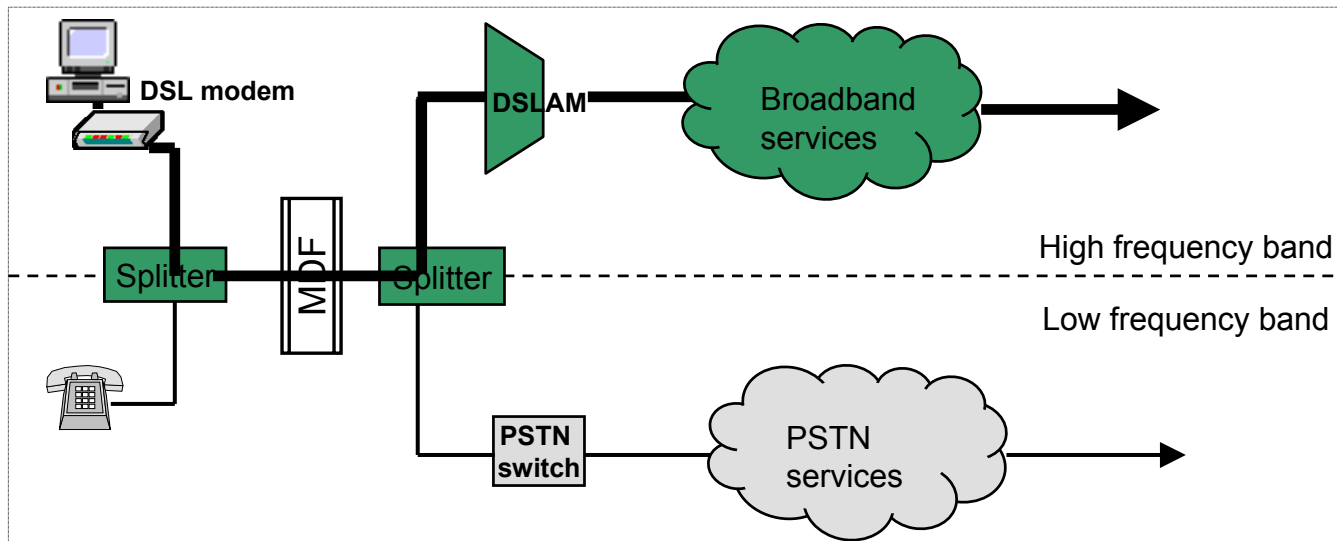 DSL modem
DSLAM
Broadband
services
Splitter
MDF
Splitter
High frequency band
Low frequency band
PSTN
switch
PSTN
services